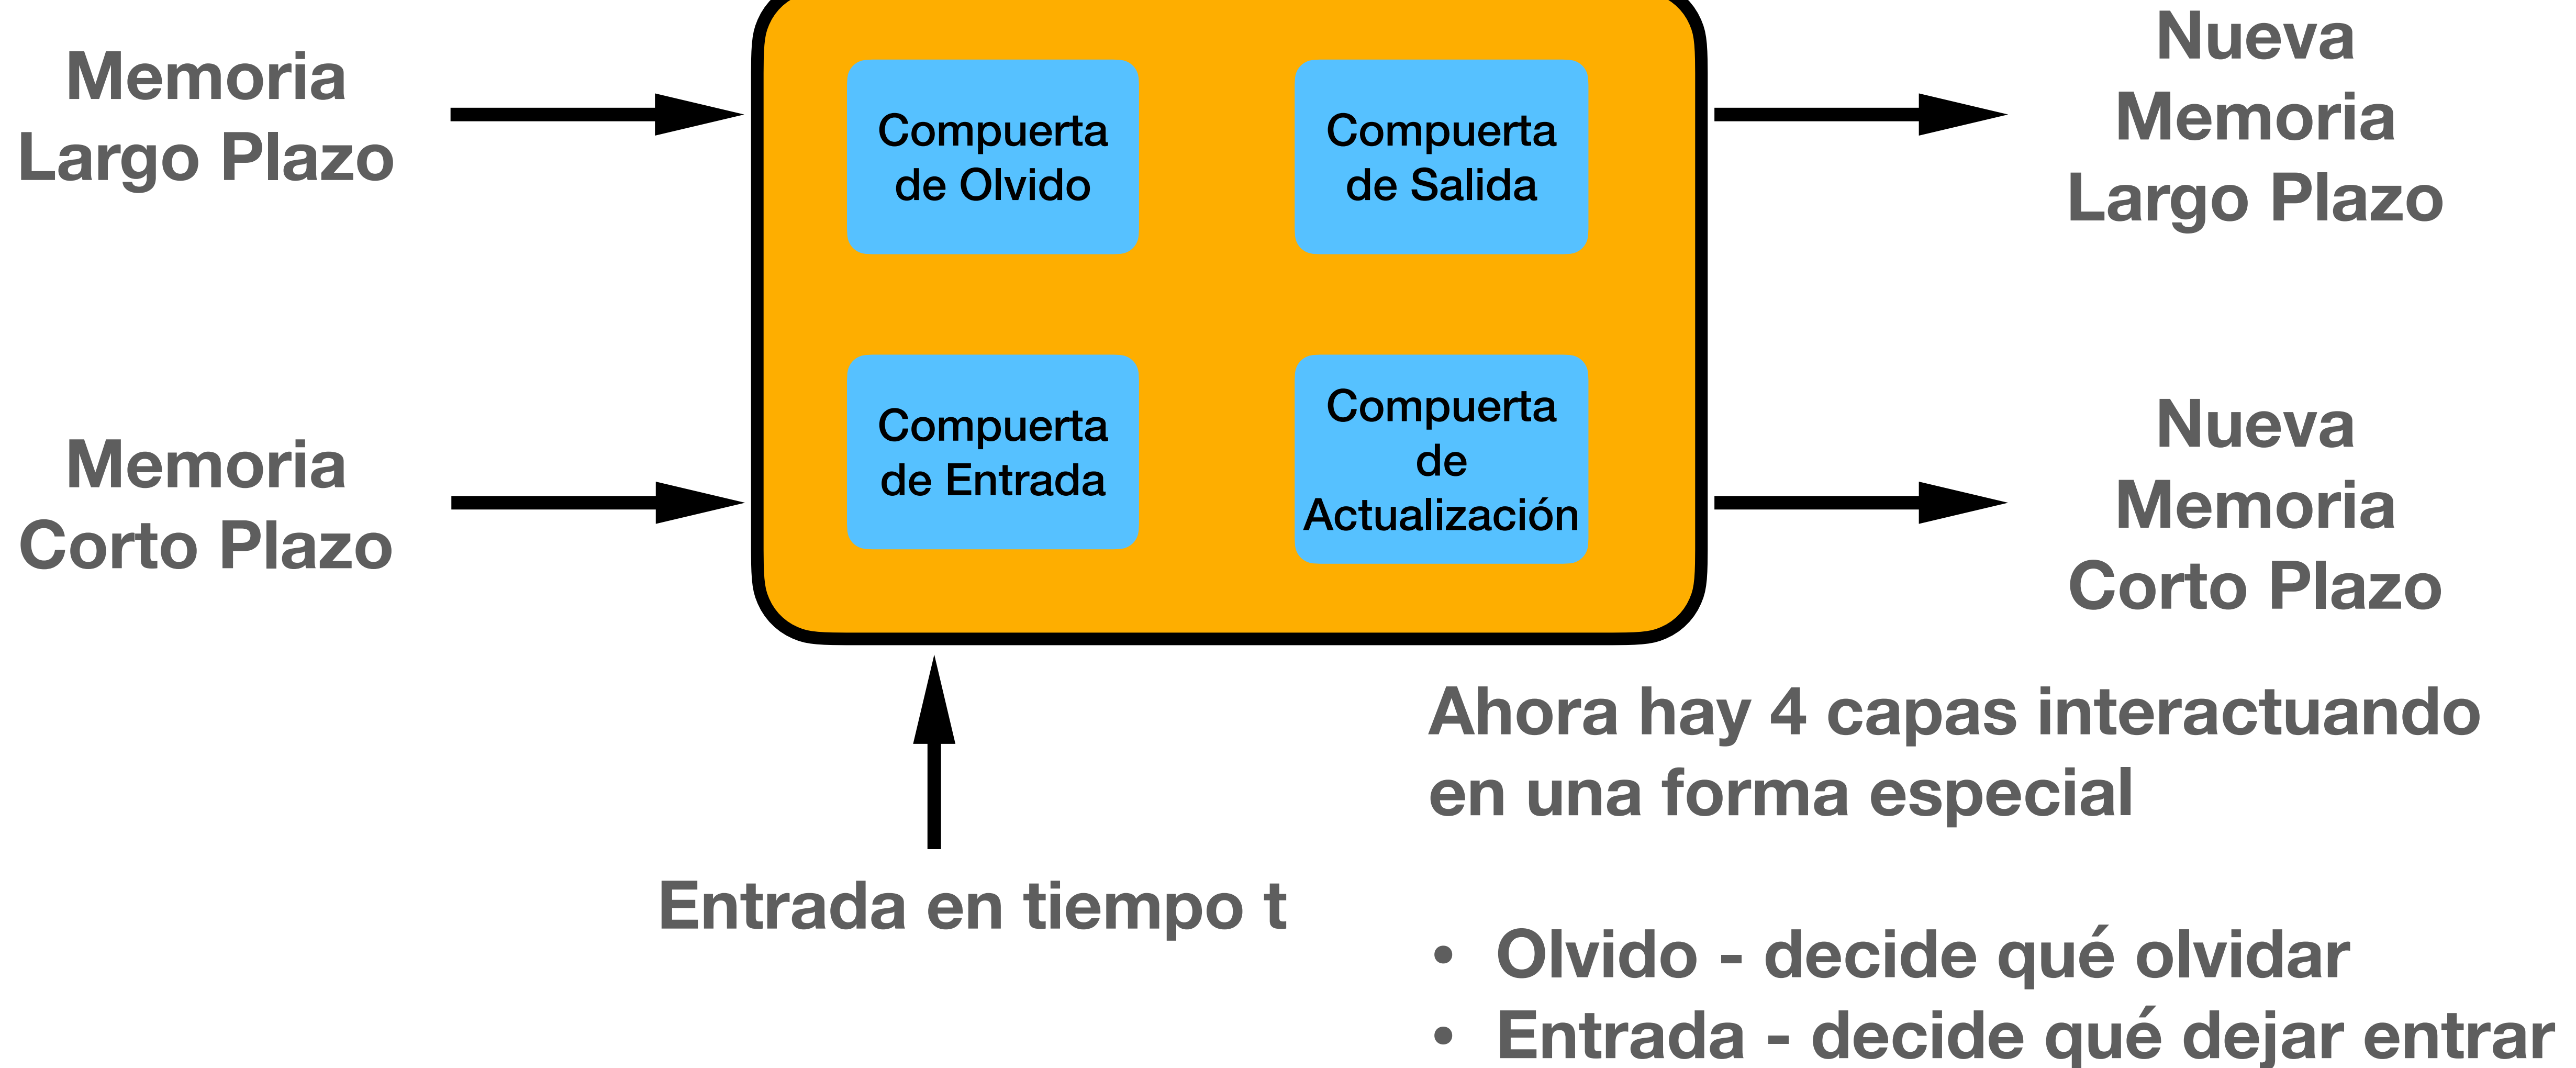 Memoria
Largo Plazo
Compuerta
de Olvido
Compuerta
de Salida
Nueva
Memoria
Largo Plazo
Memoria
Corto Plazo
Compuerta
de Entrada
Compuerta
de
Actualización
Nueva
Memoria
Corto Plazo
Entrada en tiempo t
Ahora hay 4 capas interactuando
en una forma especial
• Olvido - decide qué olvidar
• Entrada - decide qué dejar entrar